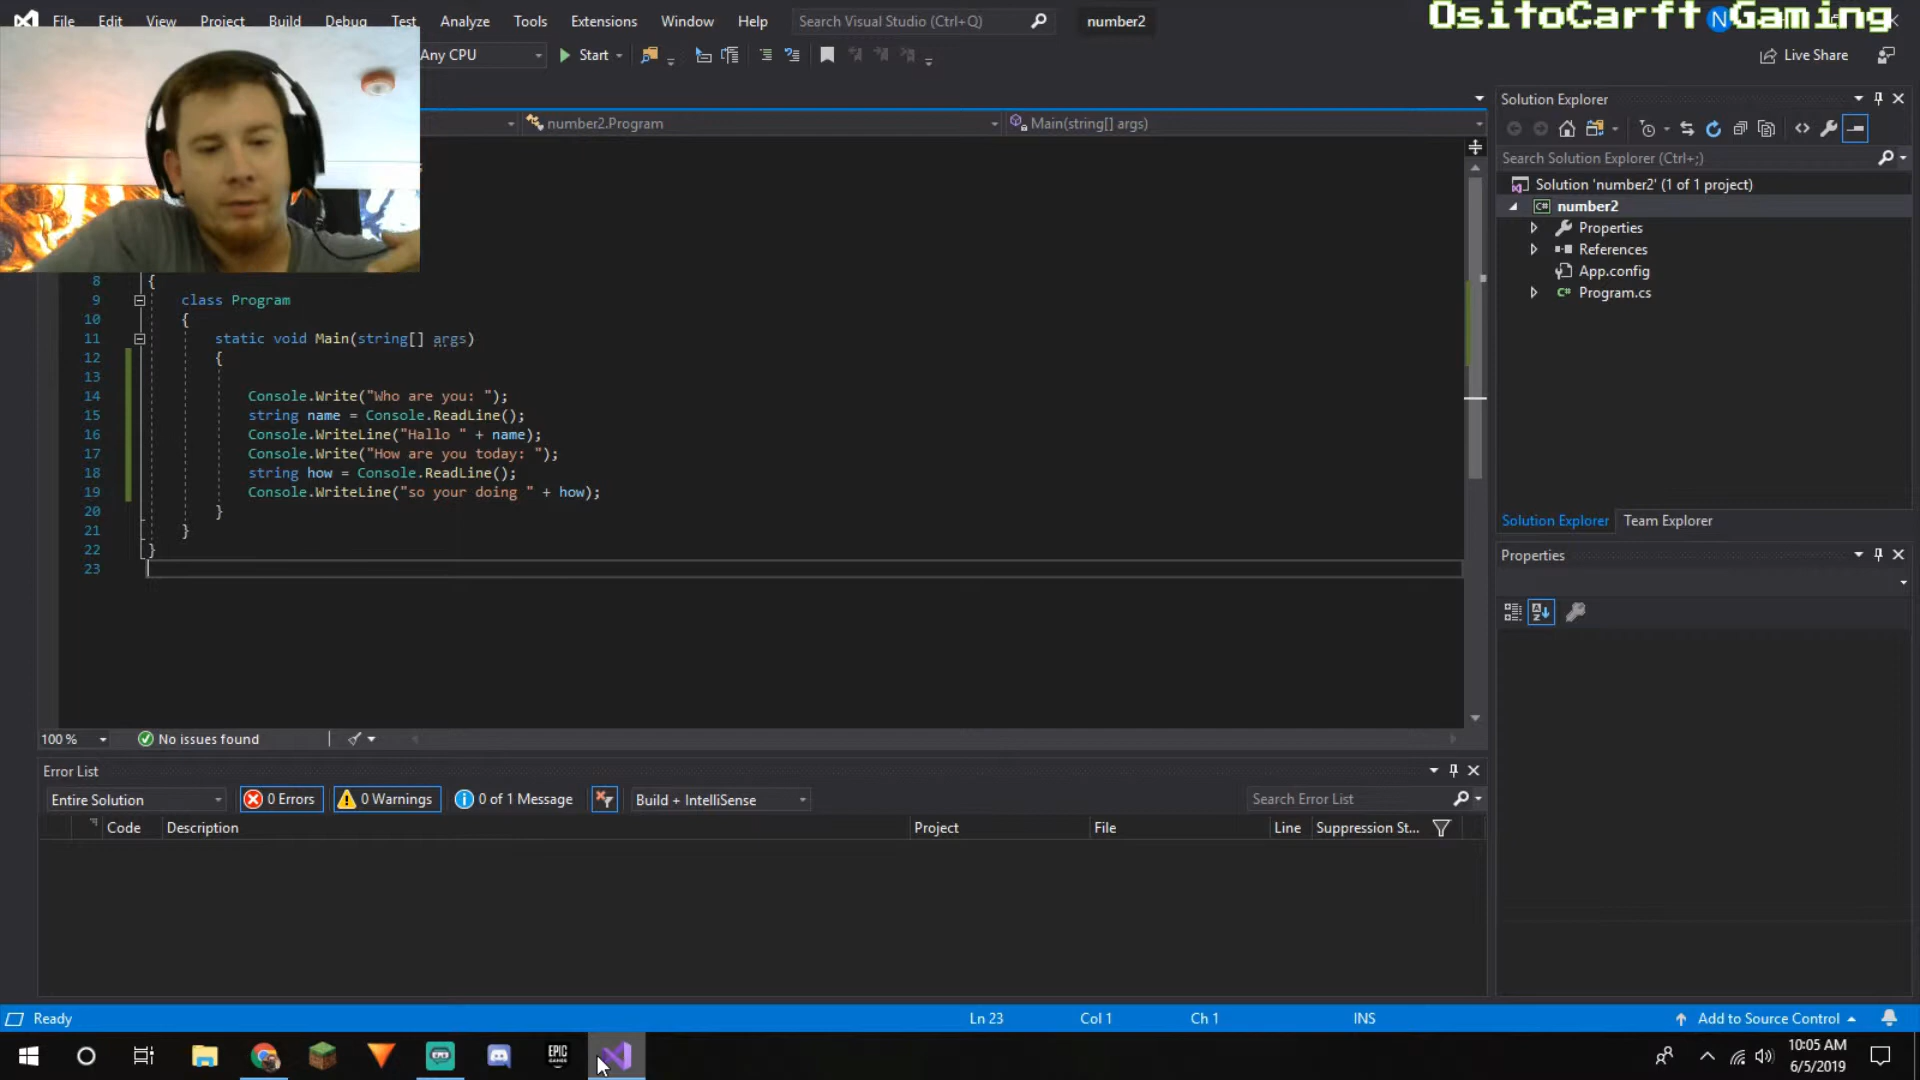 File Edit View Project Build Debug Test Analyze Tools Extensions Window Help Search Visual Studio (Ctrl+Q) number2
OsitoCarft Gaming
Any CPU Start Live Share
Solution Explorer
number2.Program Main(string[] args)
Search Solution Explorer (Ctrl+;)
Solution 'number2' (1 of 1 project)
C# number2
Properties
References
App.config
C# Program.cs
8 {
9 class Program
10 {
11 static void Main(string[] args)
12 {
13
14 Console.Write("Who are you: ");
15 string name = Console.ReadLine();
16 Console.WriteLine("Hallo " + name);
17 Console.Write("How are you today: ");
18 string how = Console.ReadLine();
19 Console.WriteLine("so your doing " + how);
20 }
21 }
22 }
23
Solution Explorer Team Explorer
Properties
100 % No issues found
Error List
Entire Solution 0 Errors 0 Warnings 0 of 1 Message Build + IntelliSense Search Error List
Code Description Project File Line Suppression St...
Ready Ln 23 Col 1 Ch 1 INS Add to Source Control
EPIC GAMES
10:05 AM
6/5/2019